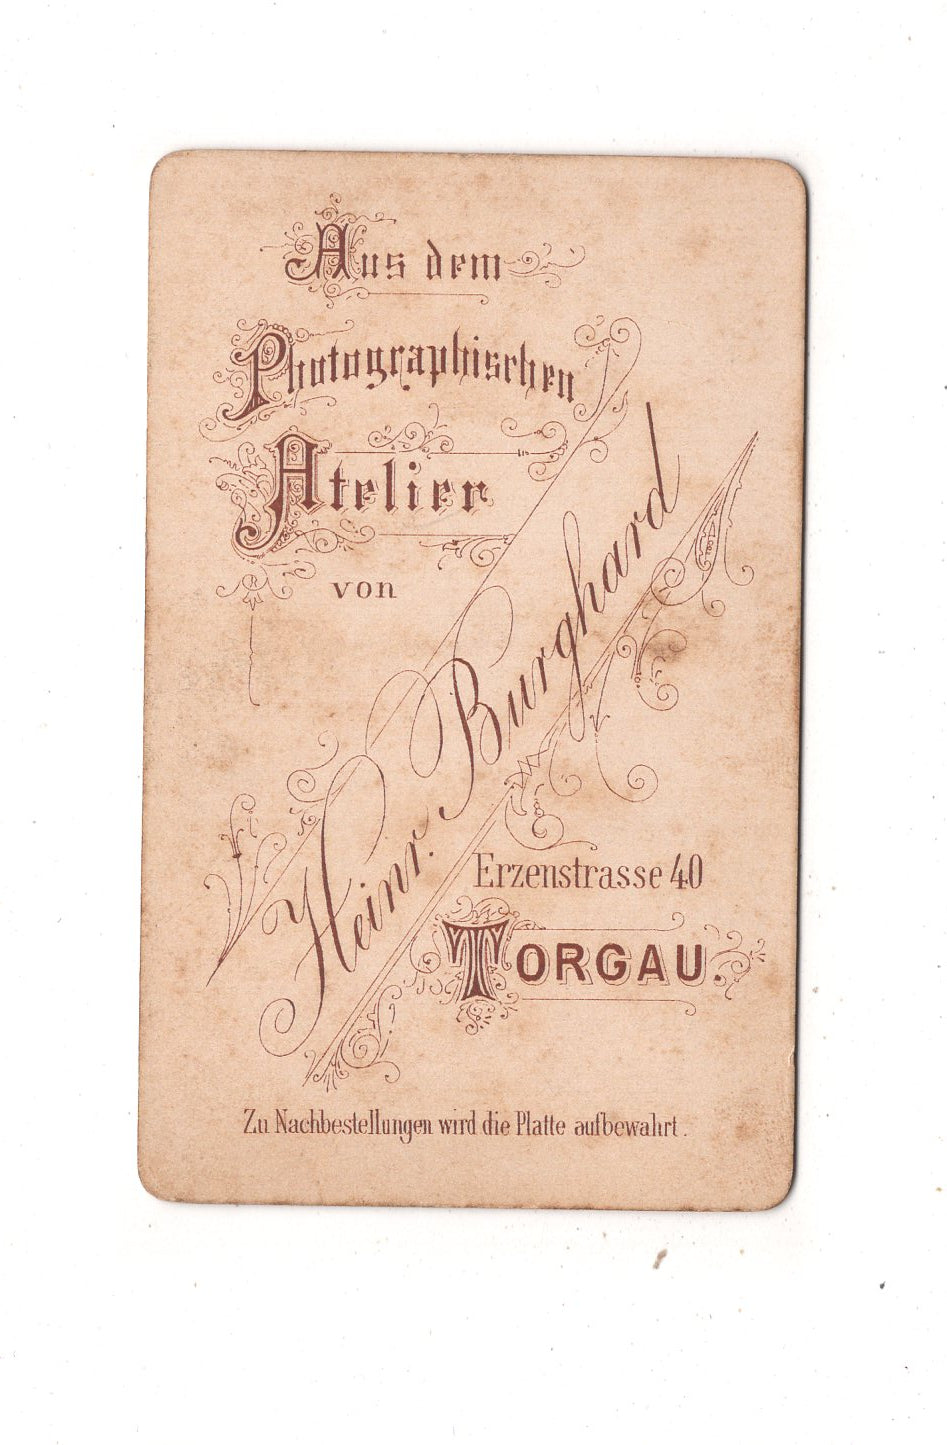 Aus dem
Photographischen
Atelier
von
Heinr. Burghard
Erzenstrasse 40
TORGAU.
Zu Nachbestellungen wird die Platte aufbewahrt.